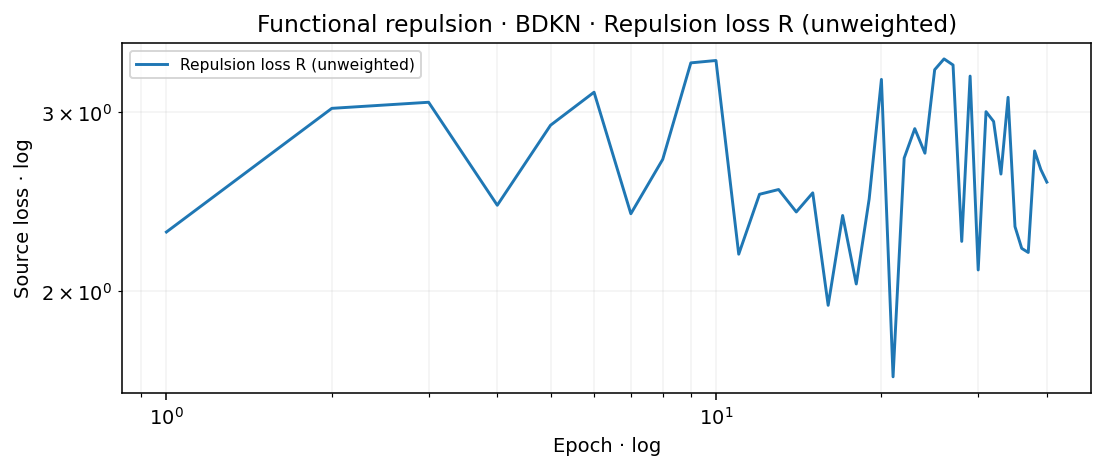 Functional repulsion · BDKN · Repulsion loss R (unweighted)
Repulsion loss R (unweighted)
Source loss · log
3 × 10⁰
2 × 10⁰
10⁰ 10¹
Epoch · log